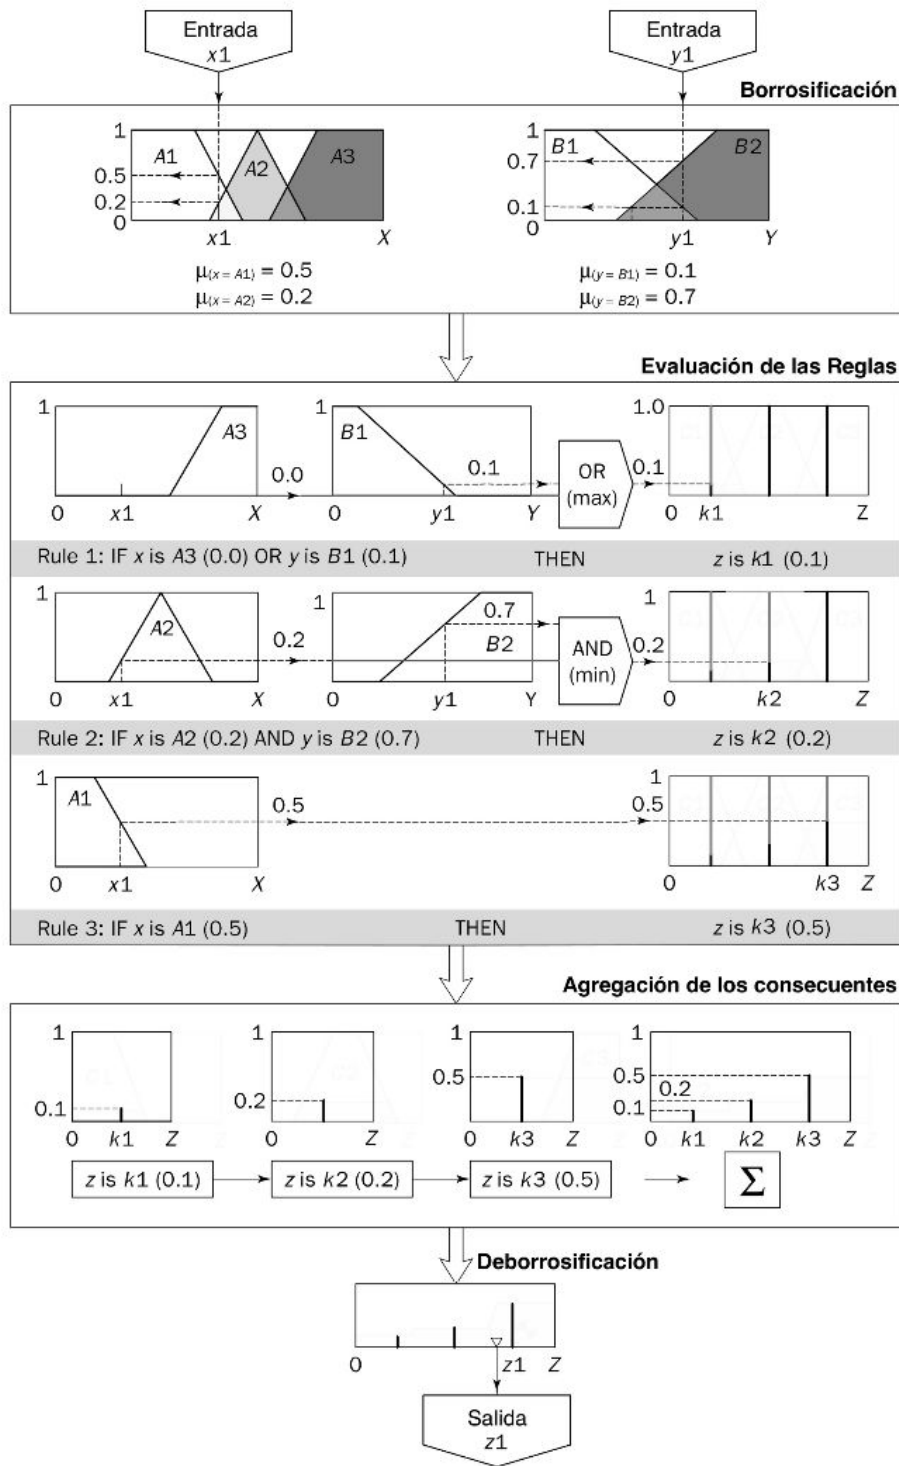 Entrada
x1
Entrada
y1
Borrosificación
1
A1
A2
A3
0.5
0.2
0
x1
X
1
B1
B2
0.7
0.1
0
y1
Y
μ(x = A1) = 0.5
μ(x = A2) = 0.2
μ(y = B1) = 0.1
μ(y = B2) = 0.7
Evaluación de las Reglas
1
A3
0.0
0
x1
X
1
B1
0.1
y1
Y
OR
(max)
0.1
1.0
0
k1
Z
Rule 1: IF x is A3 (0.0) OR y is B1 (0.1) THEN z is k1 (0.1)
1
A2
0.2
0
x1
X
1
0.7
B2
0
y1
Y
AND
(min)
0.2
1
0
k2
Z
Rule 2: IF x is A2 (0.2) AND y is B2 (0.7) THEN z is k2 (0.2)
1
A1
0.5
0
x1
X
1
0.5
0
k3
Z
Rule 3: IF x is A1 (0.5) THEN z is k3 (0.5)
Agregación de los consecuentes
1
0.1
0
k1
Z
1
0.2
0
Z
1
0.5
0
k3
Z
1
0.5
0.2
0.1
0
k1
k2
k3
Z
z is k1 (0.1)
z is k2 (0.2)
z is k3 (0.5)
Σ
Deborrosificación
0
z1
Z
Salida
z1